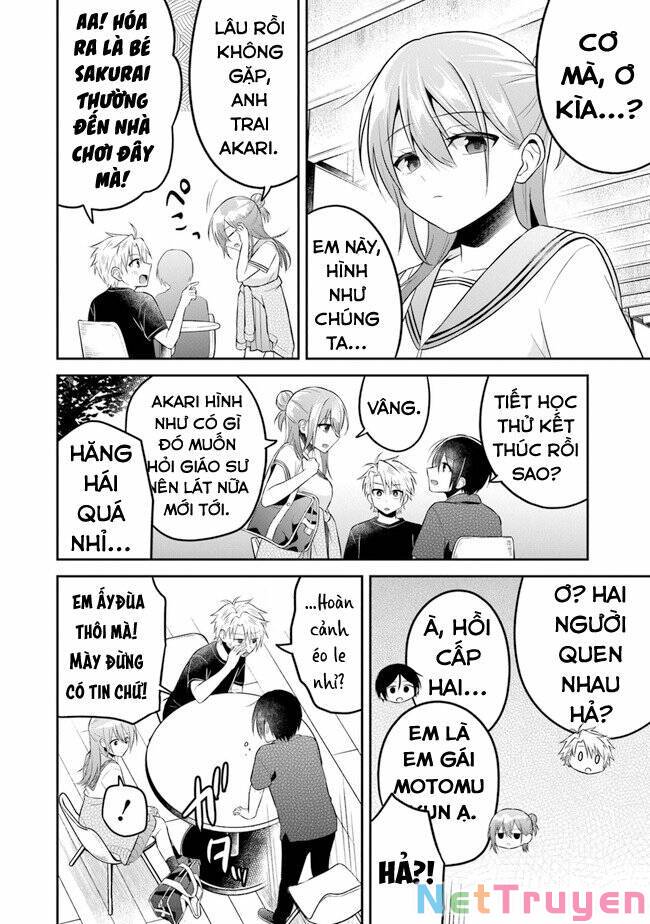 CƠ
MÀ, Ơ
KÌA...?
EM NÀY,
HÌNH
NHƯ
CHÚNG
TA...
LÂU RỒI
KHÔNG
GẶP,
ANH
TRAI
AKARI.
AA! HÓA
RA LÀ BÉ
SAKURAI
THƯỜNG
ĐẾN NHÀ
CHƠI ĐÂY
MÀ!
TIẾT HỌC
THỬ KẾT
THÚC RỒI
SAO?
VÂNG.
AKARI HÌNH
NHƯ CÓ GÌ
ĐÓ MUỐN
HỎI GIÁO SƯ
NÊN LÁT NỮA
MỚI TỚI.
HĂNG
HÁI
QUÁ
NHỈ...
Ơ? HAI
NGƯỜI
QUEN
NHAU
HẢ?
À, HỒI
CẤP
HAI...
EM LÀ
EM GÁI
MOTOMU
KUN Ạ.
HẢ?!
...Hoàn
cảnh
éo le
nhỉ?
EM ẤYĐÙA
THÔI MÀ!
MÀY ĐỪNG
CÓ TIN CHỨ!
ガタッ
NetTruyen